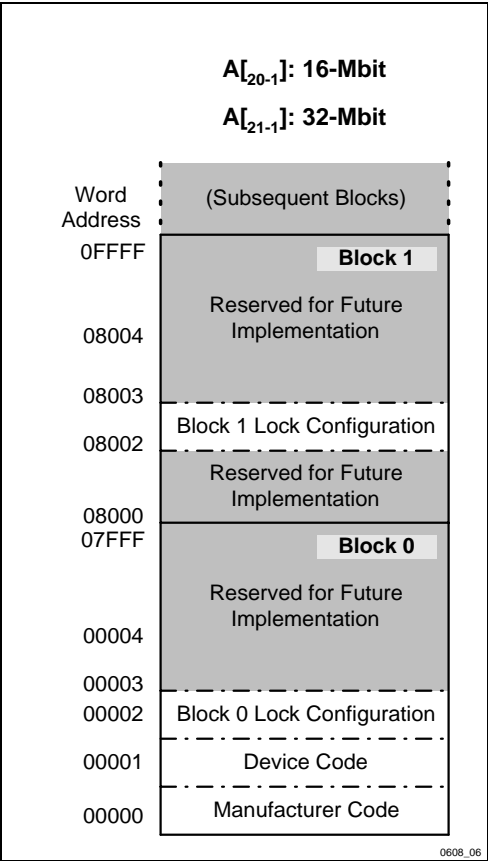 A[20-1]: 16-Mbit
A[21-1]: 32-Mbit
Word
Address
(Subsequent Blocks)
0FFFF
Block 1
Reserved for Future
Implementation
08004
08003
Block 1 Lock Configuration
08002
Reserved for Future
Implementation
08000
07FFF
Block 0
Reserved for Future
Implementation
00004
00003
00002
Block 0 Lock Configuration
00001
Device Code
00000
Manufacturer Code
0608_06